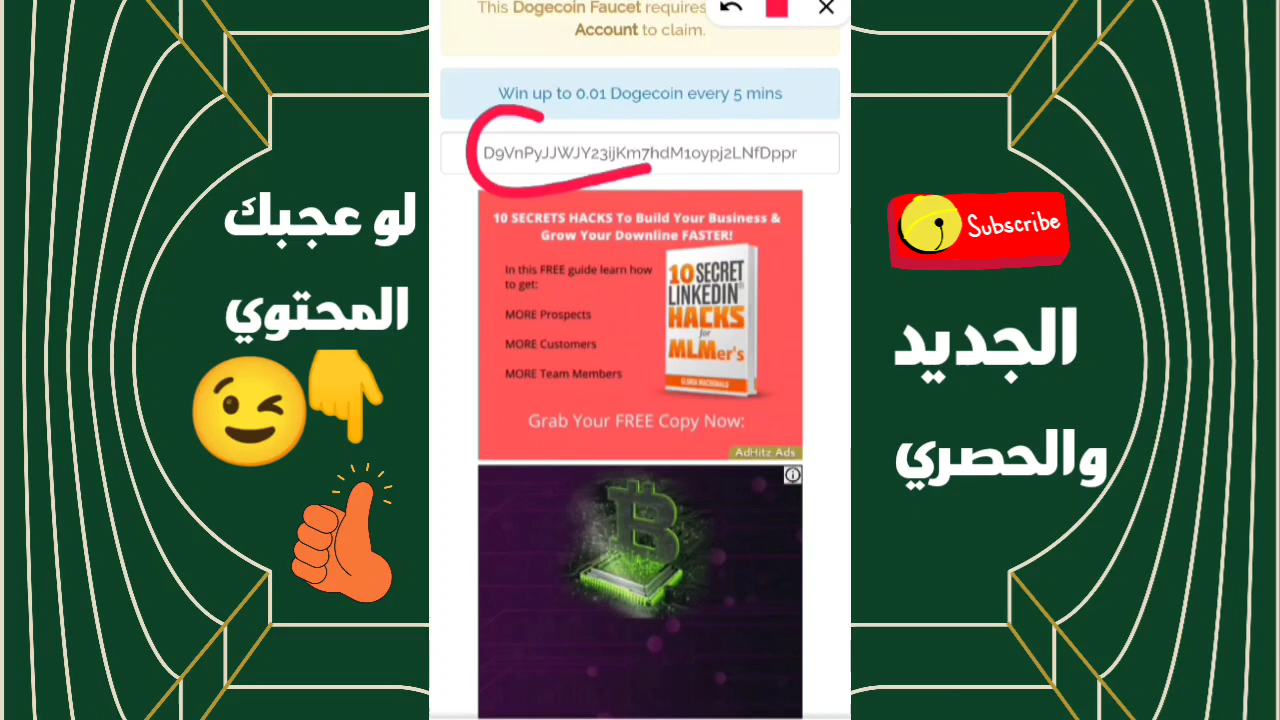 This Dogecoin Faucet requires
Account to claim.
Win up to 0.01 Dogecoin every 5 mins
D9VnPyJJWJY23ijKm7hdM1oypj2LNfDppr
10 SECRETS HACKS To Build Your Business &
Grow Your Downline FASTER!
In this FREE guide learn how
to get:
MORE Prospects
MORE Customers
MORE Team Members
10 SECRET
LINKEDIN
HACKS
for
MLMer's
GLORIA MACDONALD
Grab Your FREE Copy Now:
AdHitz Ads
لو عجبك
المحتوي
Subscribe
الجديد
والحصري